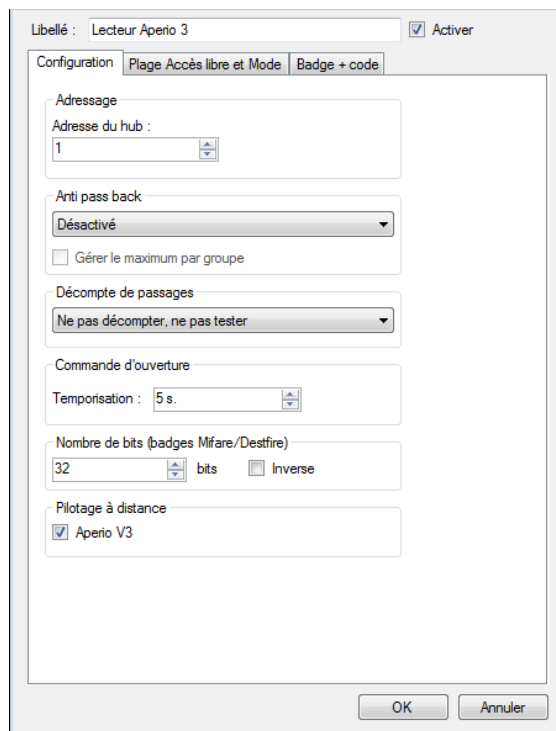 Libellé : Lecteur Aperio 3 Activer
Configuration Plage Accès libre et Mode Badge + code
Adressage
Adresse du hub :
1
Anti pass back
Désactivé
Gérer le maximum par groupe
Décompte de passages
Ne pas décompter, ne pas tester
Commande d'ouverture
Temporisation : 5 s.
Nombre de bits (badges Mifare/Destfire)
32 bits Inverse
Pilotage à distance
Aperio V3
OK Annuler